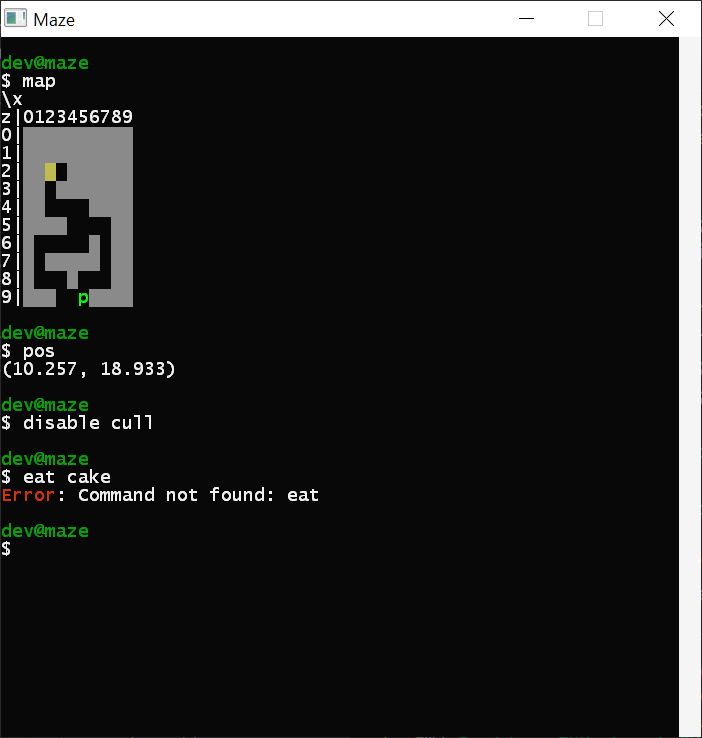 Maze
dev@maze
$ map
\x
z|0123456789
0|
1|
2|
3|
4|
5|
6|
7|
8|
9| p
dev@maze
$ pos
(10.257, 18.933)
dev@maze
$ disable cull
dev@maze
$ eat cake
Error: Command not found: eat
dev@maze
$